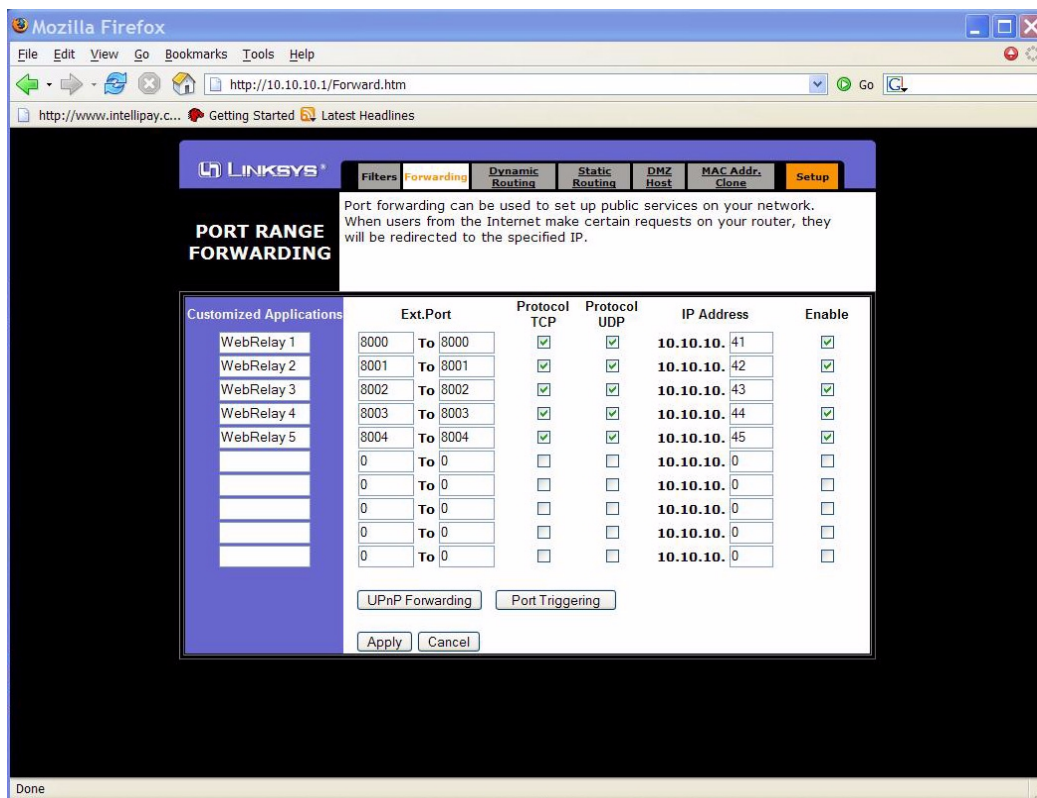 Mozilla Firefox
File Edit View Go Bookmarks Tools Help
http://10.10.10.1/Forward.htm Go G
http://www.intellipay.c... Getting Started Latest Headlines
LINKSYS®
Filters Forwarding Dynamic Routing Static Routing DMZ Host MAC Addr. Clone Setup
PORT RANGE FORWARDING
Port forwarding can be used to set up public services on your network.
When users from the Internet make certain requests on your router, they
will be redirected to the specified IP.
Customized Applications Ext.Port Protocol TCP Protocol UDP IP Address Enable
WebRelay 1 8000 To 8000 10.10.10. 41
WebRelay 2 8001 To 8001 10.10.10. 42
WebRelay 3 8002 To 8002 10.10.10. 43
WebRelay 4 8003 To 8003 10.10.10. 44
WebRelay 5 8004 To 8004 10.10.10. 45
0 To 0 10.10.10. 0
0 To 0 10.10.10. 0
0 To 0 10.10.10. 0
0 To 0 10.10.10. 0
0 To 0 10.10.10. 0
UPnP Forwarding Port Triggering
Apply Cancel
Done